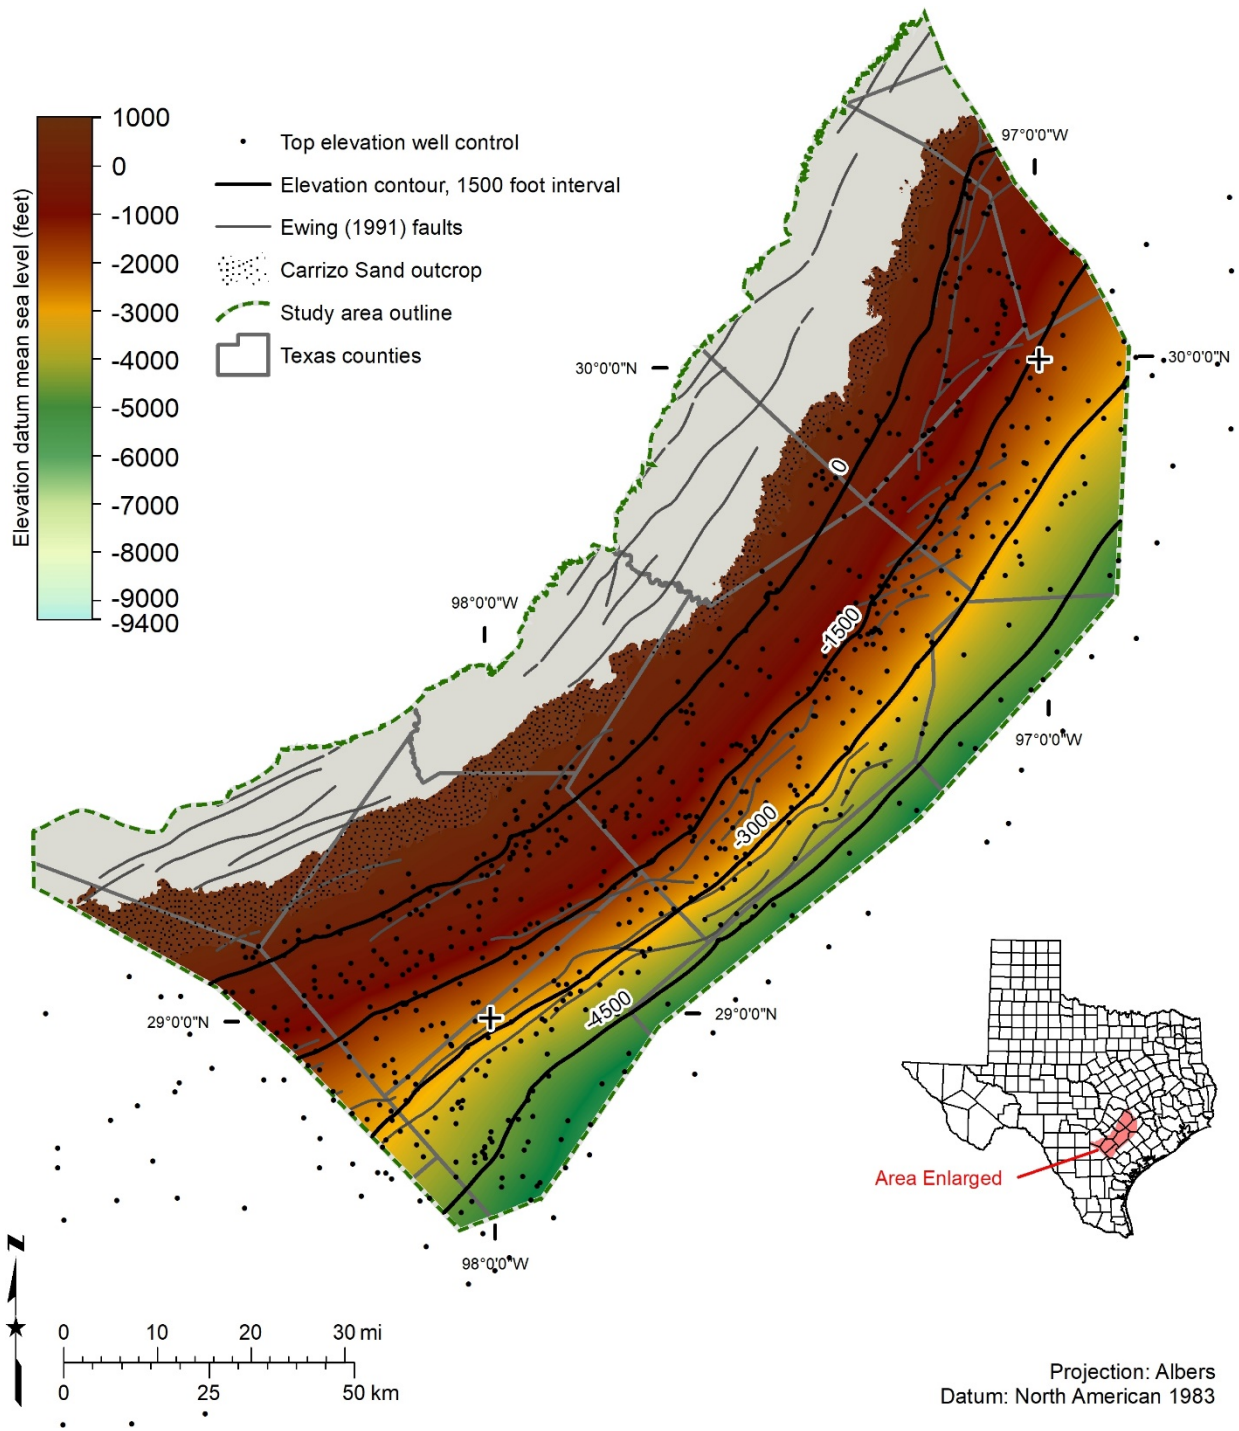 Elevation datum mean sea level (feet)
1000
0
-1000
-2000
-3000
-4000
-5000
-6000
-7000
-8000
-9000
-9400
Top elevation well control
Elevation contour, 1500 foot interval
Ewing (1991) faults
Carrizo Sand outcrop
Study area outline
Texas counties
97°0'0"W
30°0'0"N
30°0'0"N
0
98°0'0"W
-1500
97°0'0"W
-3000
-4500
29°0'0"N
29°0'0"N
98°0'0"W
Area Enlarged
N
0 10 20 30 mi
0 25 50 km
Projection: Albers
Datum: North American 1983